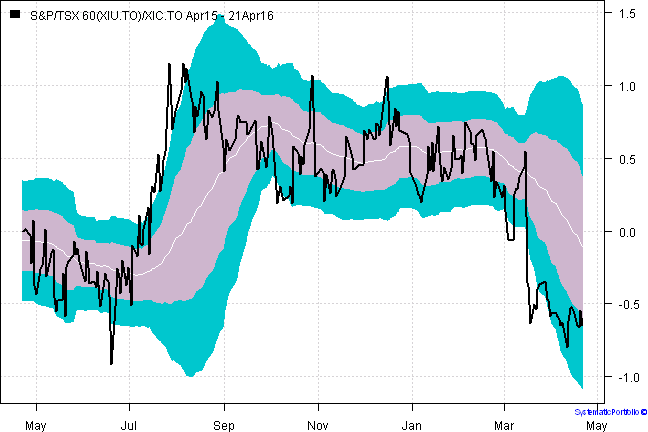 S&P/TSX 60(XIU.TO)/XIC.TO Apr15 - 21Apr16
1.5
1.0
0.5
0.0
-0.5
-1.0
May Jul Sep Nov Jan Mar May
SystematicPortfolio ©